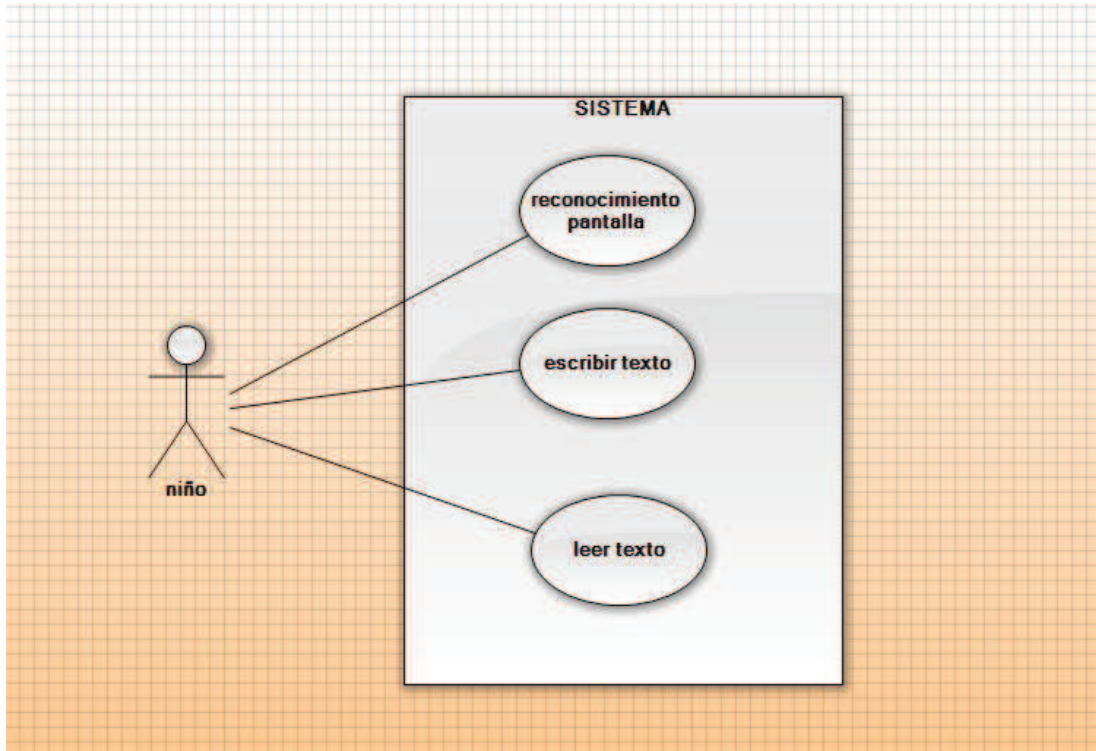 SISTEMA
reconocimiento
pantalla
escribir texto
niño
leer texto